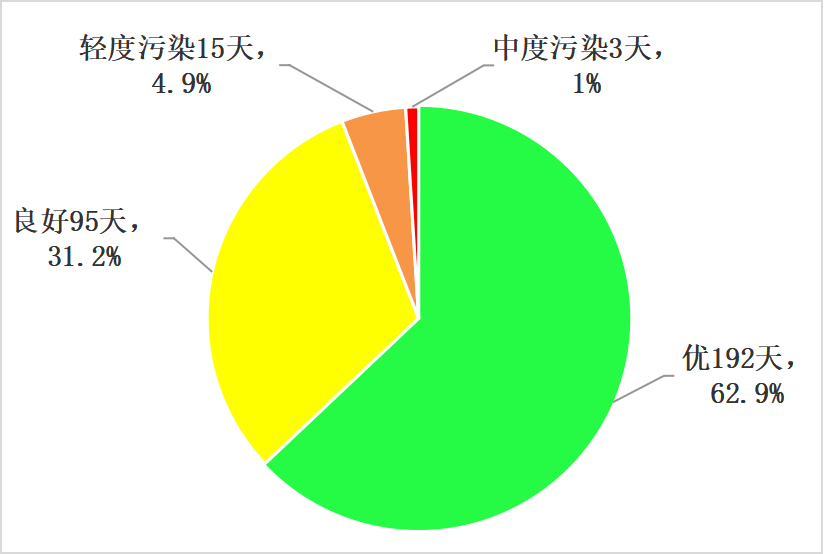 轻度污染15天，
4.9%
中度污染3天，
1%
良好95天，
31.2%
优192天，
62.9%